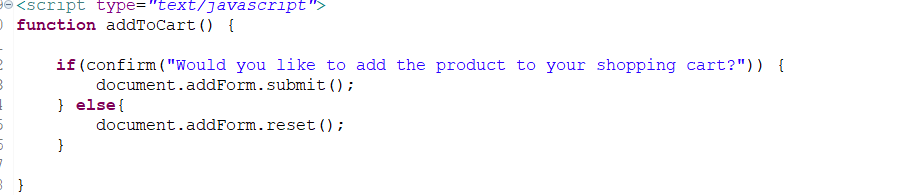 <script type="text/javascript">
function addToCart() {
if(confirm("Would you like to add the product to your shopping cart?")) {
document.addForm.submit();
} else{
document.addForm.reset();
}
}